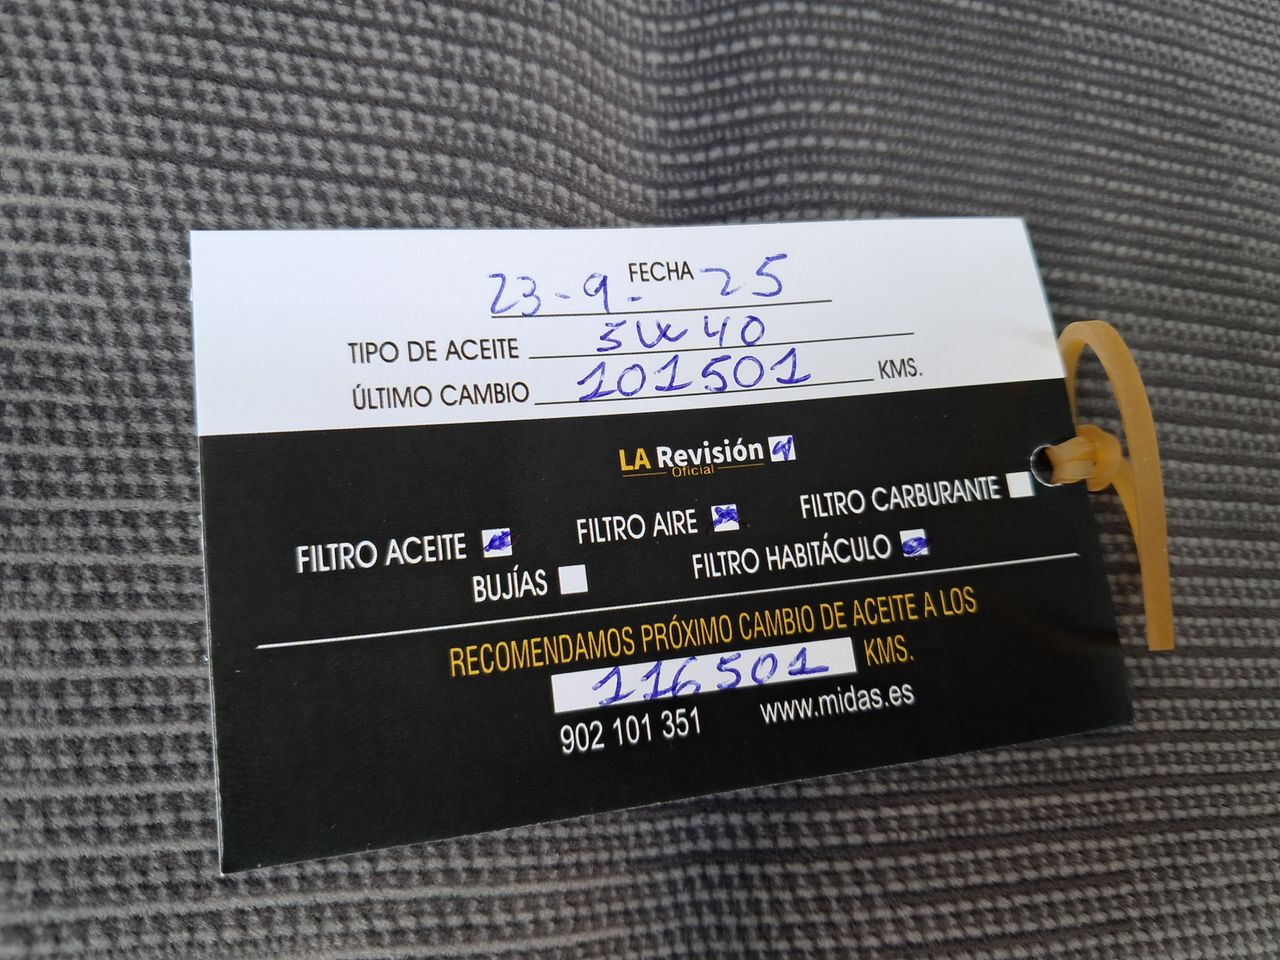 FECHA
23-9-25
TIPO DE ACEITE 5W40
ÚLTIMO CAMBIO 101501 KMS.
LA Revisión
Oficial
FILTRO ACEITE FILTRO AIRE FILTRO CARBURANTE
BUJÍAS FILTRO HABITÁCULO
RECOMENDAMOS PRÓXIMO CAMBIO DE ACEITE A LOS
116501 KMS.
902 101 351 www.midas.es